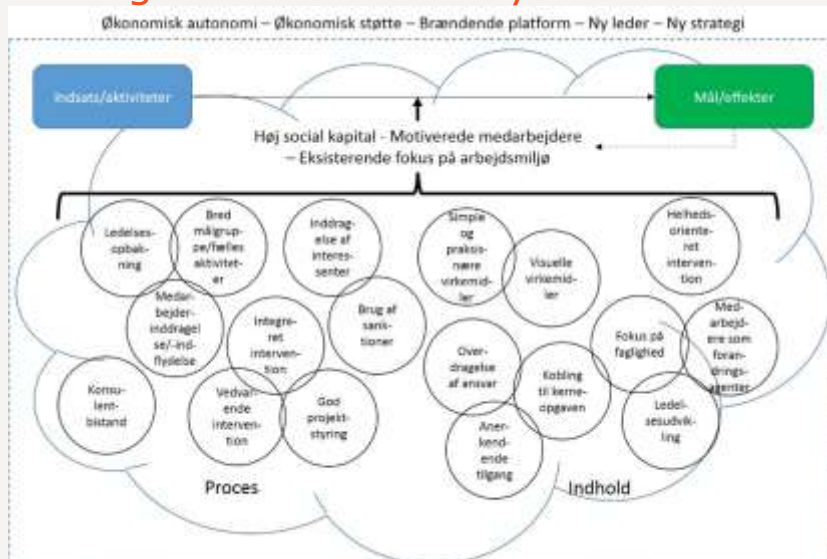 Økonomisk autonomi – Økonomisk støtte – Brændende platform – Ny leder – Ny strategi
Indsats/aktiviteter
Mål/effekter
Høj social kapital - Motiverede medarbejdere
– Eksisterende fokus på arbejdsmiljø
Ledelses-
opbak-
ning
Bred
målgrup-
pe/fælles
aktivitet-
er
Inddrag-
else af
interes-
senter
Simple
og
praksis-
nære
virkemid-
ler
Visuelle
virkemid-
ler
Helheds-
oriente-
ret
interven-
tion
Medar-
bejder-
inddragel
se/-ind-
flydelse
Integre-
ret
interven-
tion
Brug af
sank-
tioner
Over-
dragelse
af ansvar
Fokus på
faglighed
Med-
arbejd-
ere som
foran-
drings-
agenter
Konsu-
lent-
bistand
Vedvar-
ende
interven-
tion
God
projekt-
styring
Kobling
til kerne-
opgaven
Aner-
kend-
ende
tilgang
Ledel-
sesudvik-
ling
Proces
Indhold